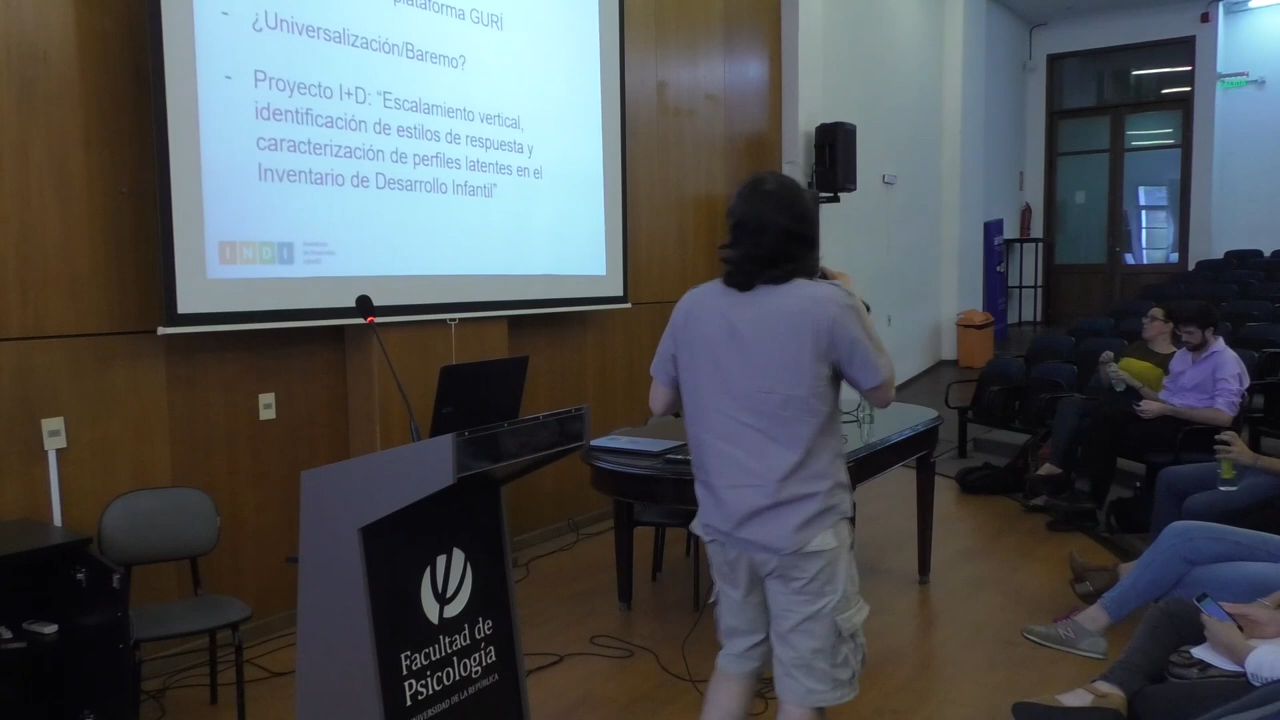 plataforma GURÍ
- ¿Universalización/Baremo?
- Proyecto I+D: “Escalamiento vertical,
identificación de estilos de respuesta y
caracterización de perfiles latentes en el
Inventario de Desarrollo Infantil”
INDI
Facultad de
Psicología
UNIVERSIDAD DE LA REPÚBLICA